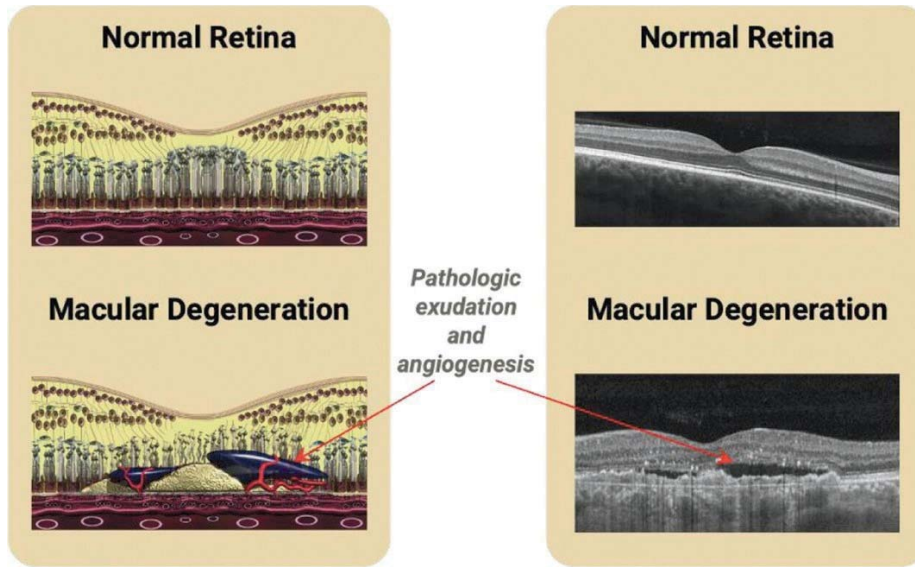 Normal Retina
Macular Degeneration
Pathologic
exudation
and
angiogenesis
Normal Retina
Macular Degeneration